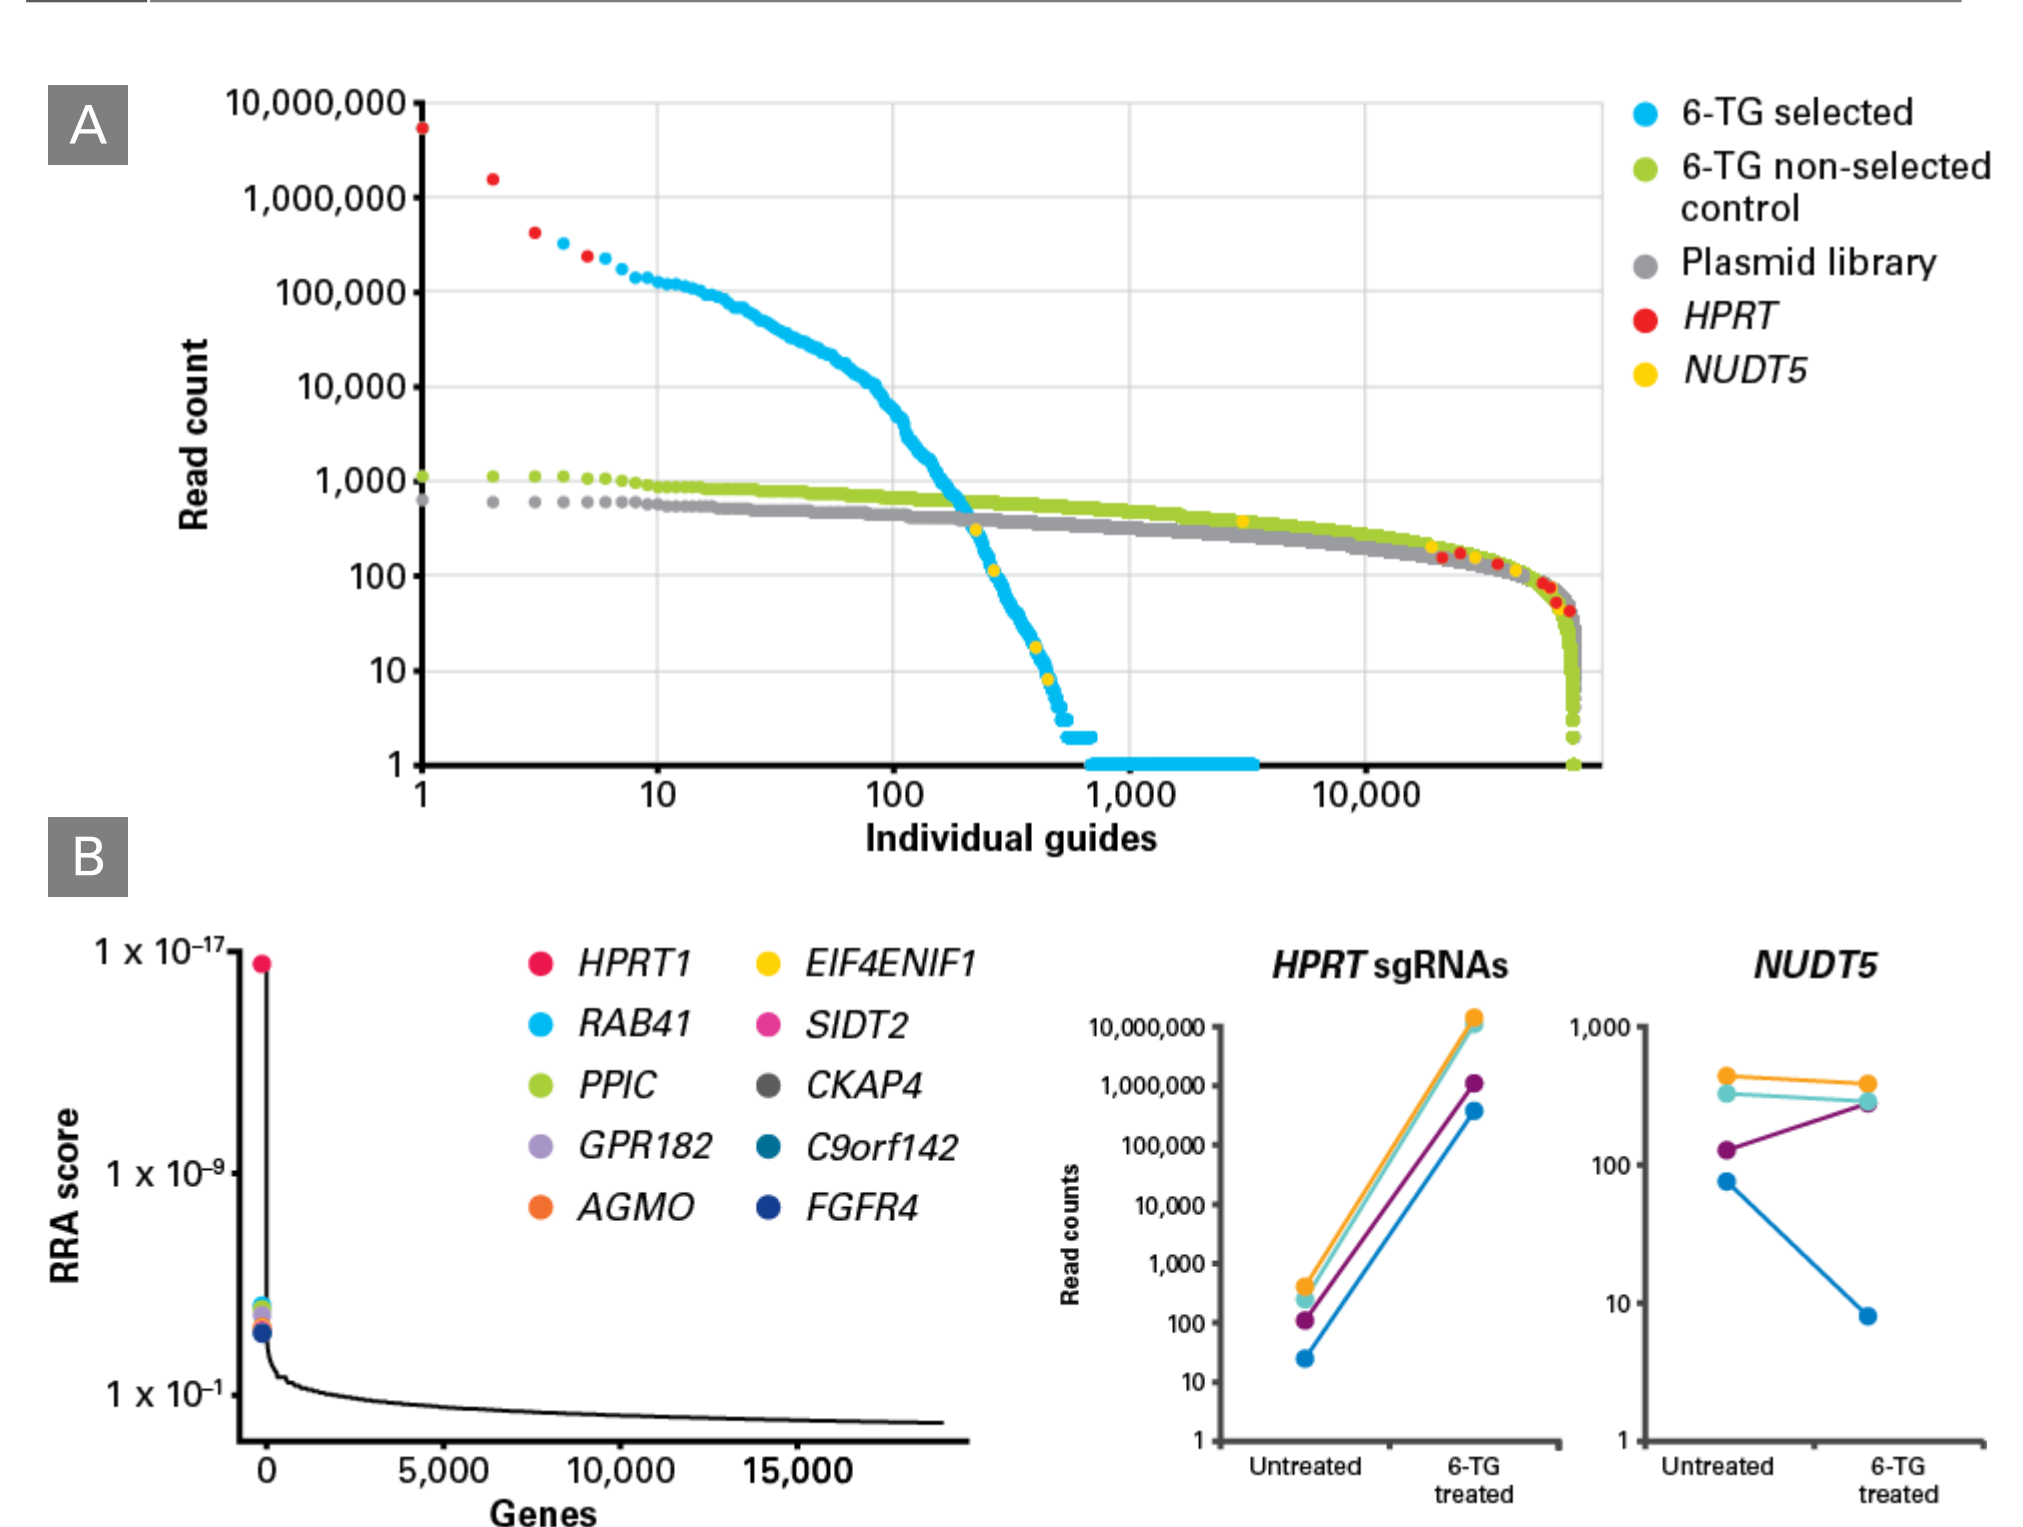 A
10,000,000
1,000,000
100,000
10,000
1,000
100
10
1
Read count
1
10
100
1,000
10,000
Individual guides
6-TG selected
6-TG non-selected
control
Plasmid library
HPRT
NUDT5
B
1 x 10⁻¹⁷
1 x 10⁻⁹
1 x 10⁻¹
RRA score
0
5,000
10,000
15,000
Genes
HPRT1
RAB41
PPIC
GPR182
AGMO
EIF4ENIF1
SIDT2
CKAP4
C9orf142
FGFR4
HPRT sgRNAs
10,000,000
1,000,000
100,000
10,000
1,000
100
10
1
Read counts
Untreated
6-TG
treated
NUDT5
1,000
100
10
1
Untreated
6-TG
treated